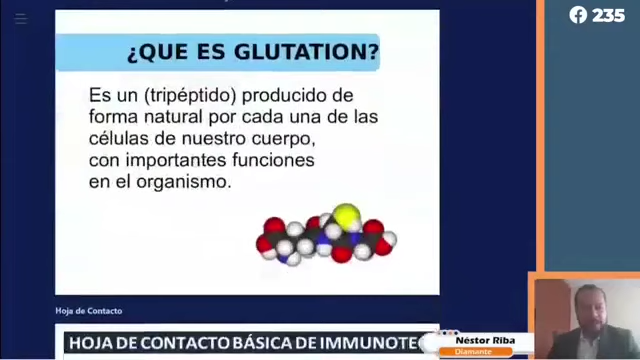 235
¿QUE ES GLUTATION?
Es un (tripéptido) producido de
forma natural por cada una de las
células de nuestro cuerpo,
con importantes funciones
en el organismo.
Hoja de Contacto
HOJA DE CONTACTO BÁSICA DE IMMUNOTE
Néstor Riba
Diamante